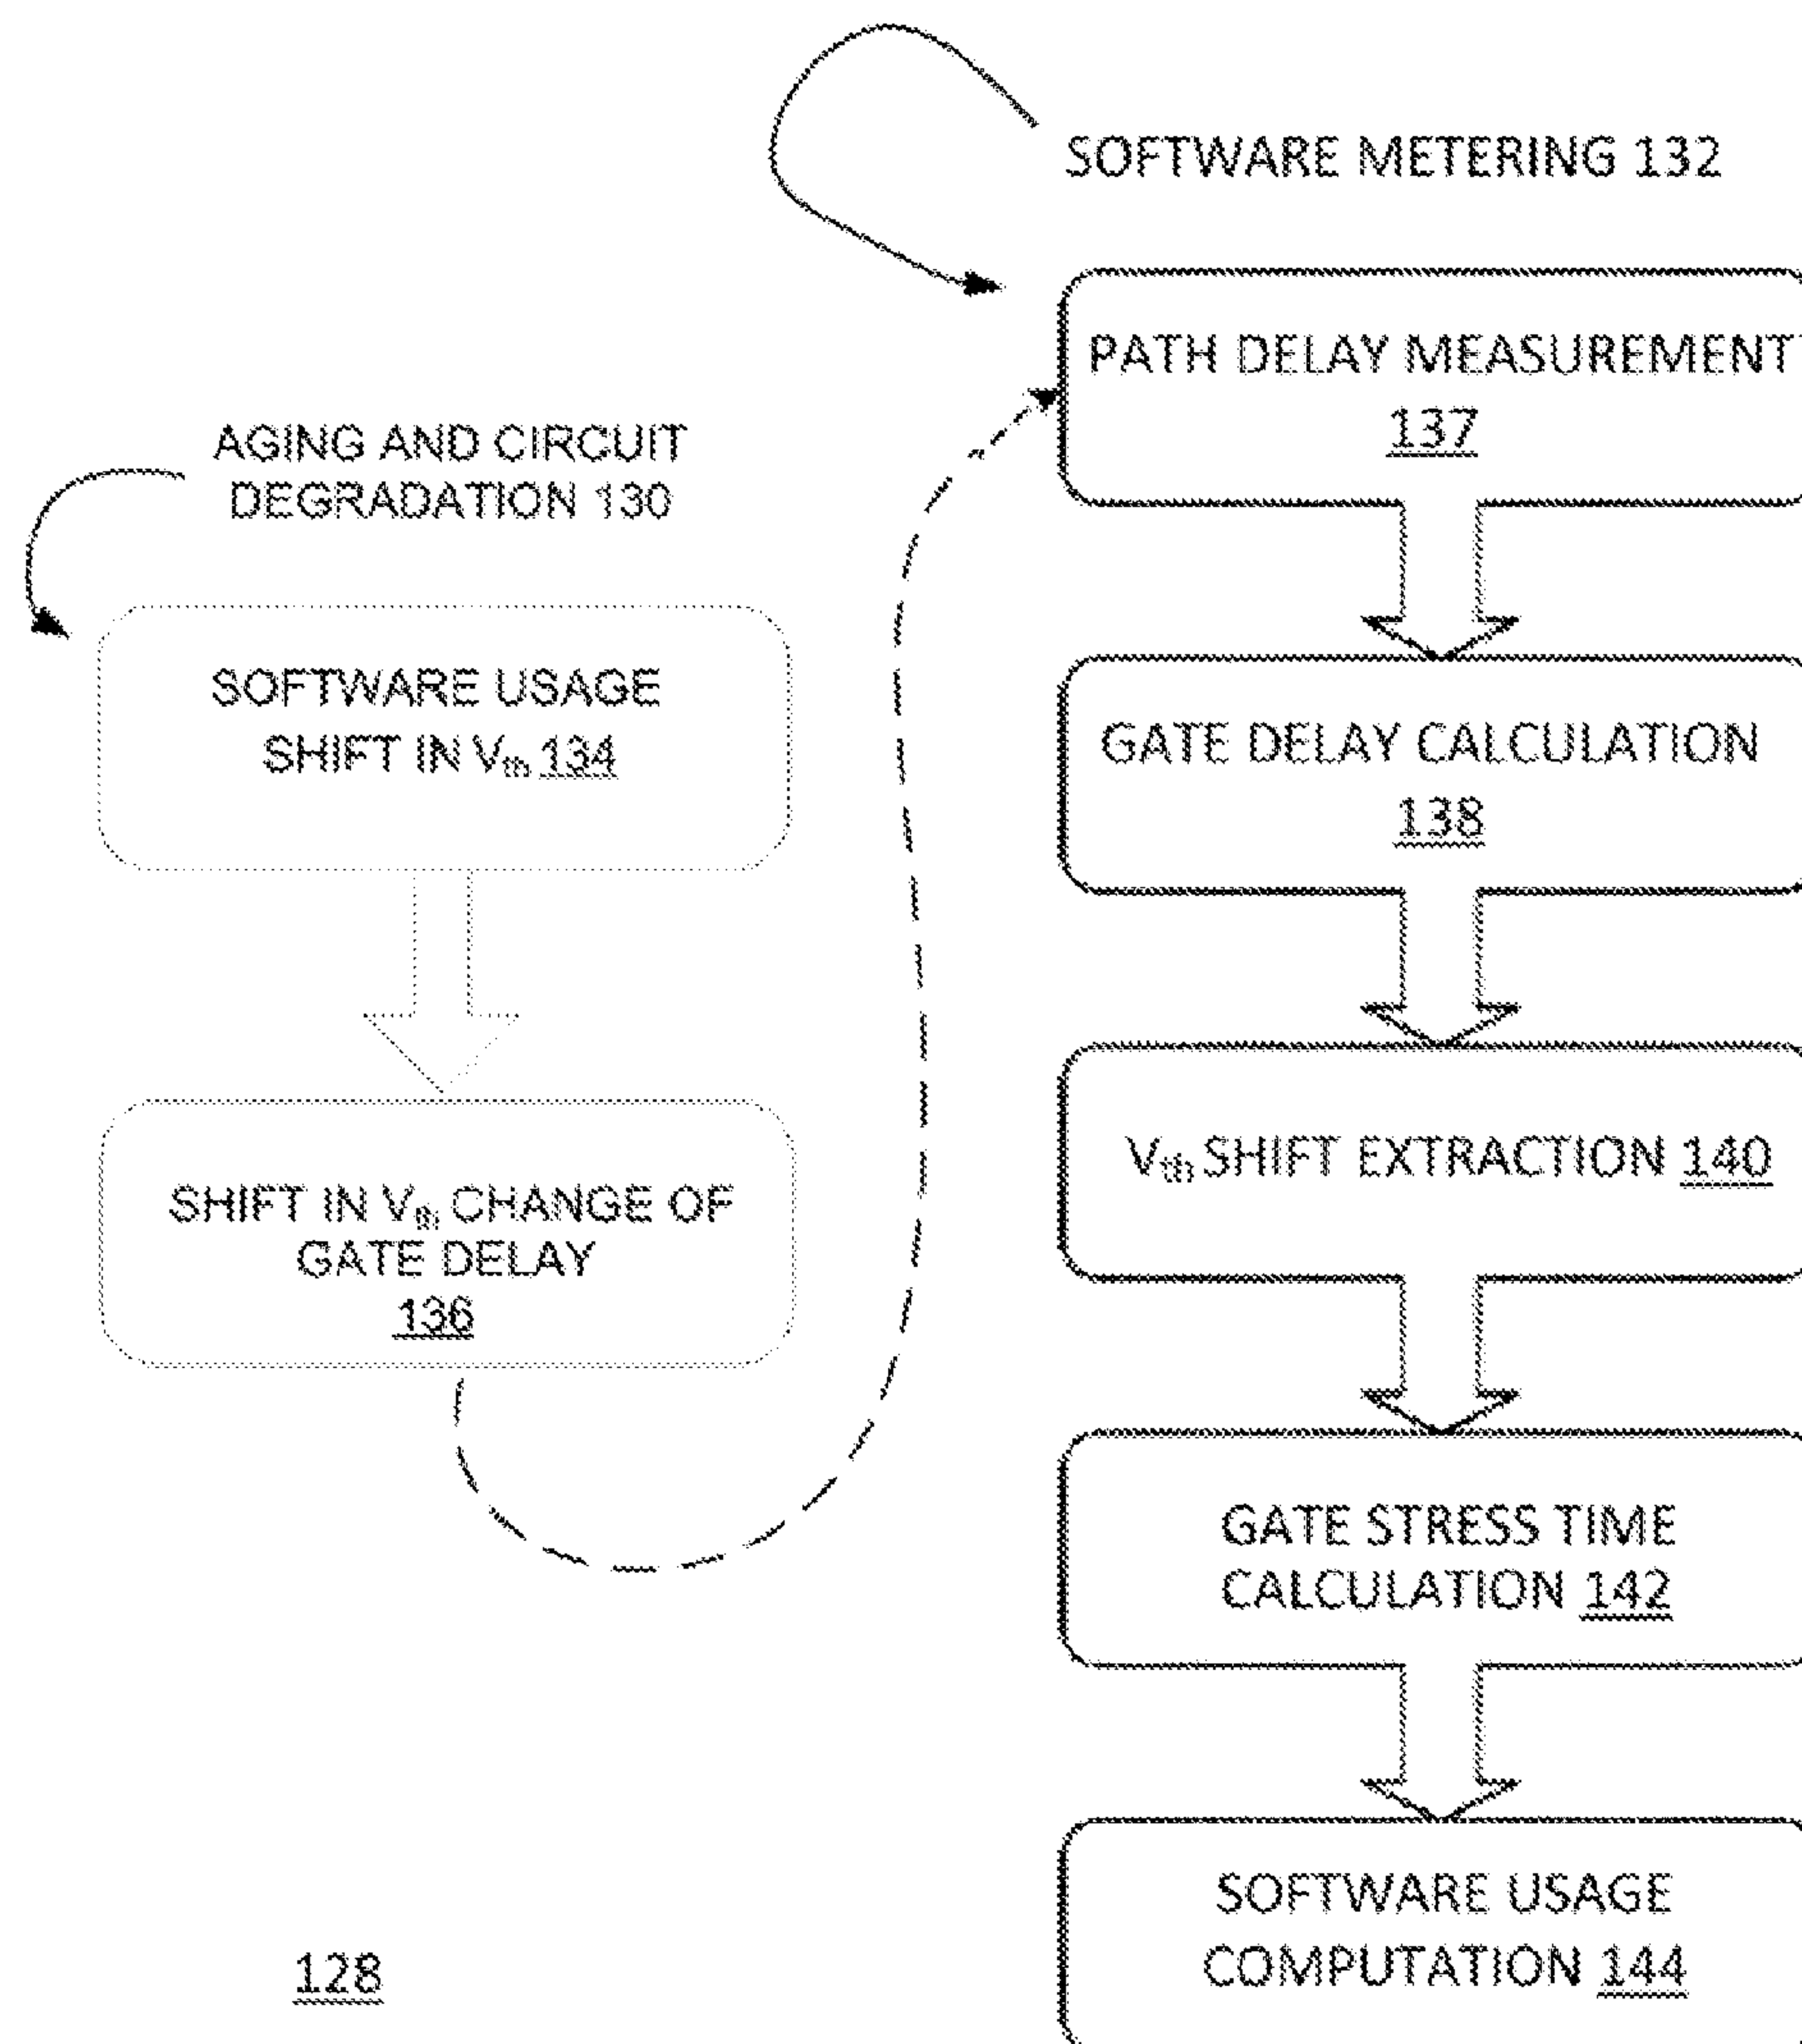 SOFTWARE METERING 132
PATH DELAY MEASUREMENT
137
AGING AND CIRCUIT
DEGRADATION 130
SOFTWARE USAGE
SHIFT IN Vth 134
GATE DELAY CALCULATION
138
SHIFT IN Vth CHANGE OF
GATE DELAY
136
Vth SHIFT EXTRACTION 140
GATE STRESS TIME
CALCULATION 142
SOFTWARE USAGE
COMPUTATION 144
128